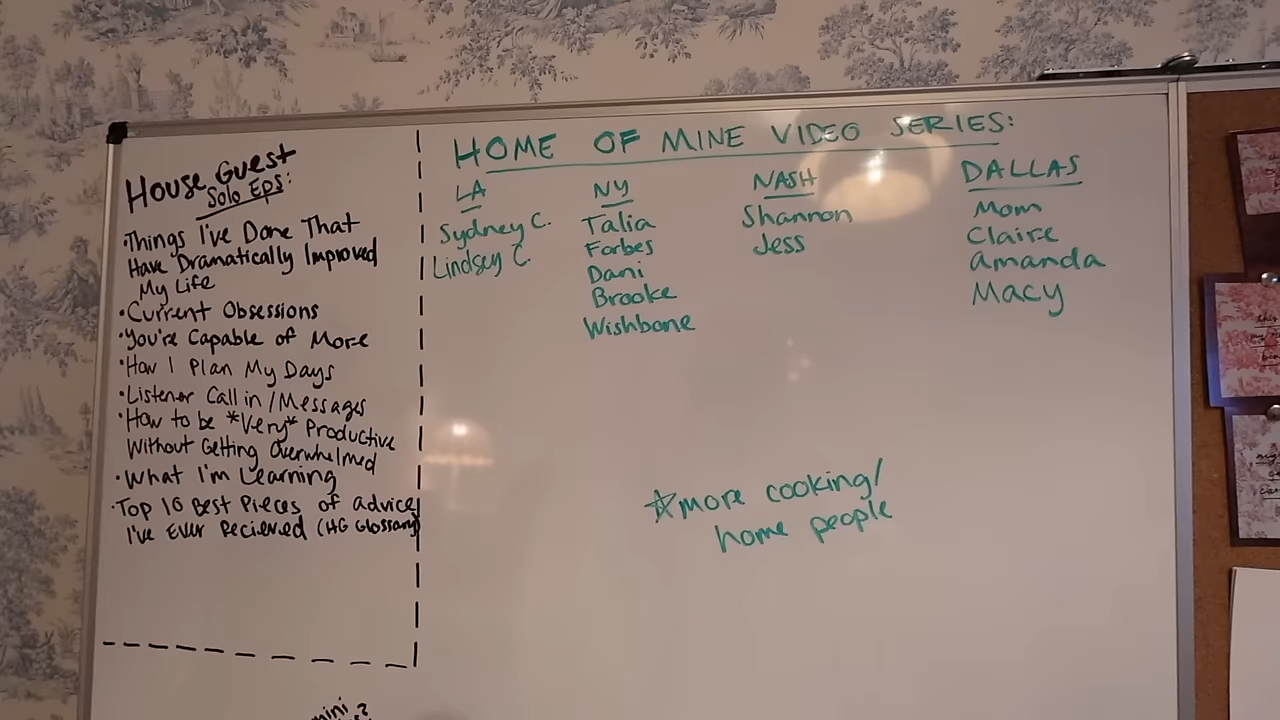 House Guest
Solo Eps:
•Things I've Done That
Have Dramatically Improved
My Life
•Current Obsessions
•You're Capable of More
•How I Plan My Days
•Listener Call in/Messages
•How to be *Very* Productive
Without Getting Overwhelmed
•What I'm Learning
•Top 10 Best Pieces of advice
I've Ever Recieved (HG Glossary)
mini
HOME OF MINE VIDEO SERIES:
LA
Sydney C.
Lindsey C.
NY
Talia
Forbes
Dani
Brooke
Wishbone
NASH
Shannon
Jess
DALLAS
Mom
Claire
Amanda
Macy
☆more cooking/
home people